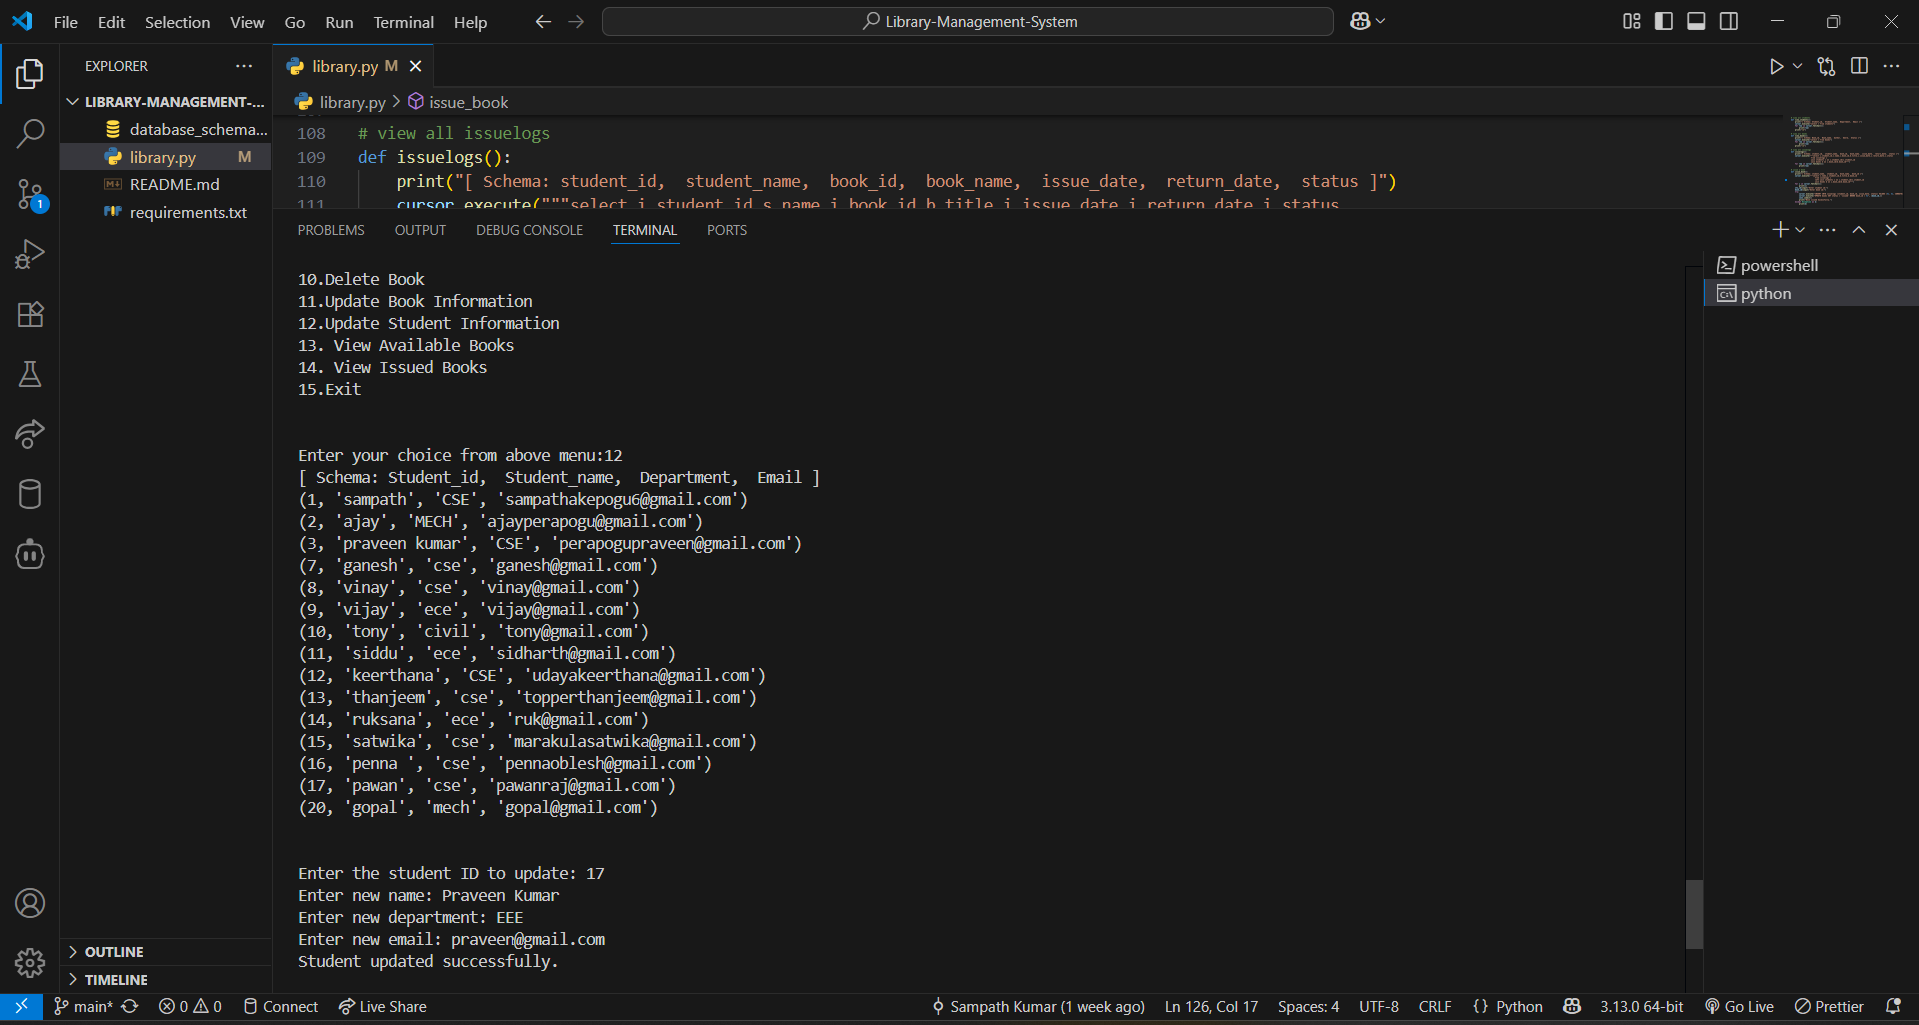 File Edit Selection View Go Run Terminal Help
Library-Management-System
EXPLORER
LIBRARY-MANAGEMENT-...
database_schema...
library.py M
README.md
requirements.txt
OUTLINE
TIMELINE
1
library.py M
library.py > issue_book
108 # view all issuelogs
109 def issuelogs():
110 print("[ Schema: student_id,  student_name,  book_id,  book_name,  issue_date,  return_date,  status ]")
111 cursor.execute("""select i.student_id,s.name,i.book_id,b.title,i.issue_date,i.return_date,i.status
PROBLEMS OUTPUT DEBUG CONSOLE TERMINAL PORTS
powershell
python
10.Delete Book
11.Update Book Information
12.Update Student Information
13. View Available Books
14. View Issued Books
15.Exit
Enter your choice from above menu:12
[ Schema: Student_id,  Student_name,  Department,  Email ]
(1, 'sampath', 'CSE', 'sampathakepogu6@gmail.com')
(2, 'ajay', 'MECH', 'ajayperapogu@gmail.com')
(3, 'praveen kumar', 'CSE', 'perapogupraveen@gmail.com')
(7, 'ganesh', 'cse', 'ganesh@gmail.com')
(8, 'vinay', 'cse', 'vinay@gmail.com')
(9, 'vijay', 'ece', 'vijay@gmail.com')
(10, 'tony', 'civil', 'tony@gmail.com')
(11, 'siddu', 'ece', 'sidharth@gmail.com')
(12, 'keerthana', 'CSE', 'udayakeerthana@gmail.com')
(13, 'thanjeem', 'cse', 'topperthanjeem@gmail.com')
(14, 'ruksana', 'ece', 'ruk@gmail.com')
(15, 'satwika', 'cse', 'marakulasatwika@gmail.com')
(16, 'penna ', 'cse', 'pennaoblesh@gmail.com')
(17, 'pawan', 'cse', 'pawanraj@gmail.com')
(20, 'gopal', 'mech', 'gopal@gmail.com')
Enter the student ID to update: 17
Enter new name: Praveen Kumar
Enter new department: EEE
Enter new email: praveen@gmail.com
Student updated successfully.
main* 0 0 Connect Live Share Sampath Kumar (1 week ago) Ln 126, Col 17 Spaces: 4 UTF-8 CRLF {} Python 3.13.0 64-bit Go Live Prettier